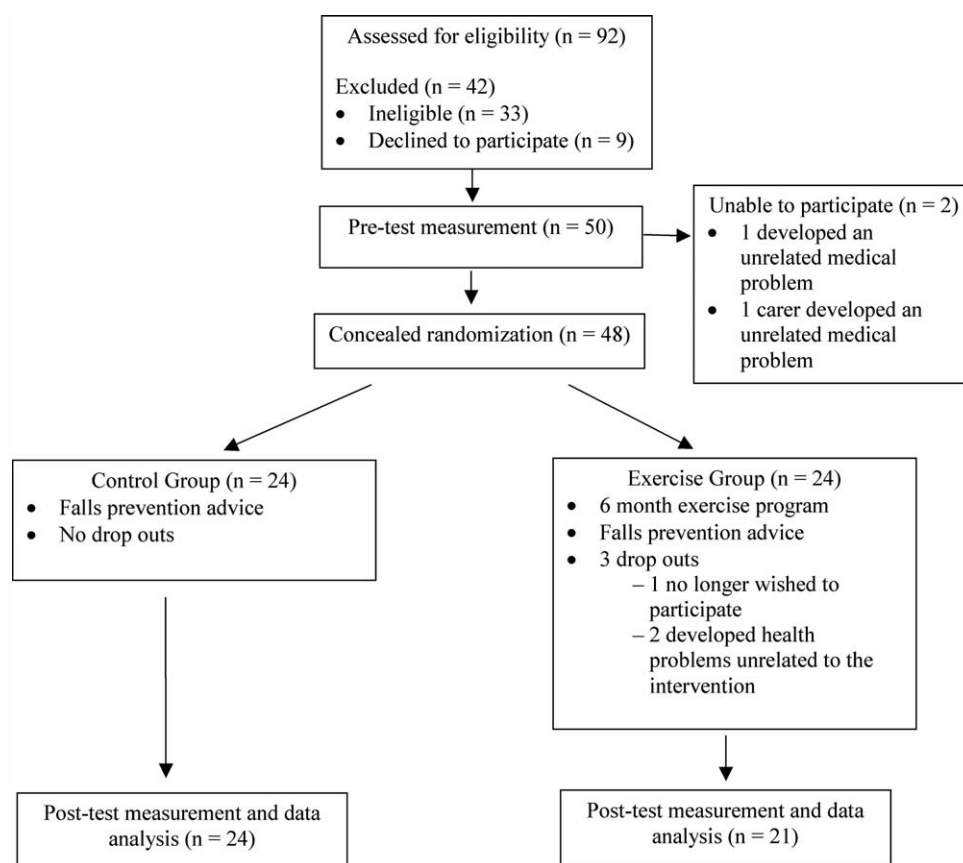 Assessed for eligibility (n = 92)
Excluded (n = 42)
• Ineligible (n = 33)
• Declined to participate (n = 9)
Pre-test measurement (n = 50)
Unable to participate (n = 2)
• 1 developed an
unrelated medical
problem
• 1 carer developed an
unrelated medical
problem
Concealed randomization (n = 48)
Control Group (n = 24)
• Falls prevention advice
• No drop outs
Exercise Group (n = 24)
• 6 month exercise program
• Falls prevention advice
• 3 drop outs
– 1 no longer wished to
participate
– 2 developed health
problems unrelated to the
intervention
Post-test measurement and data
analysis (n = 24)
Post-test measurement and data
analysis (n = 21)